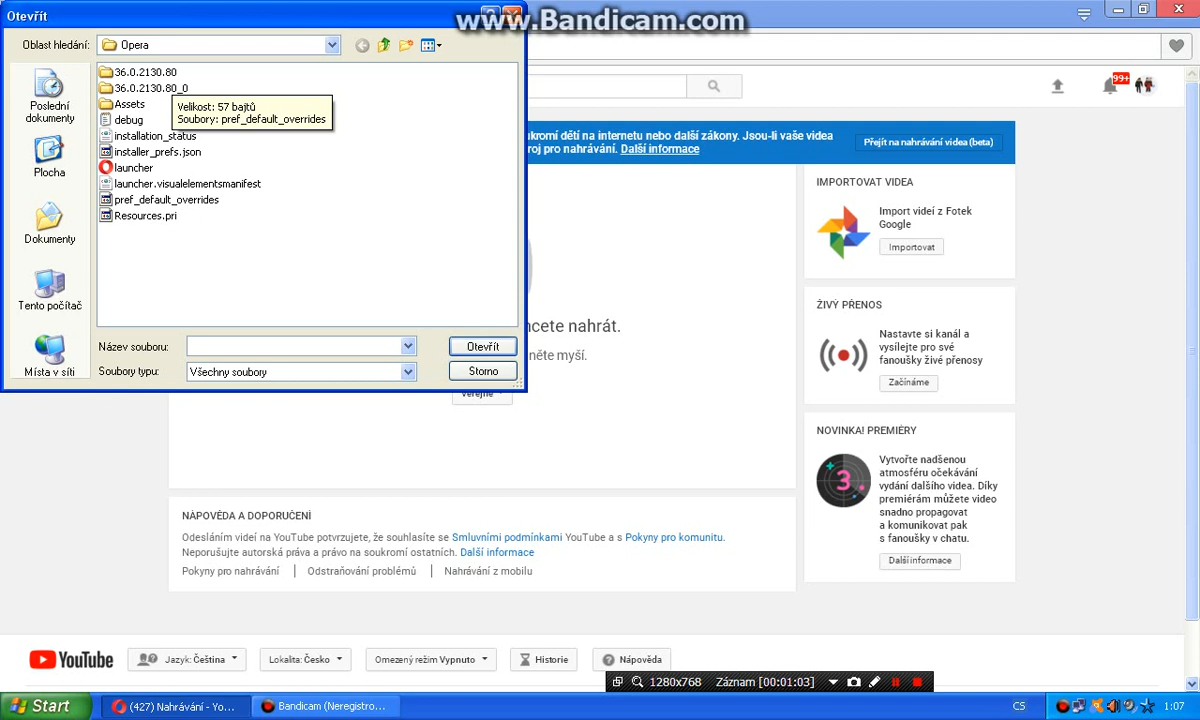 Otevřít
www.Bandicam.com
Oblast hledání:
Opera
Poslední
dokumenty
Plocha
Dokumenty
Tento počítač
Místa v síti
36.0.2130.80
36.0.2130.80_0
Assets
debug
installation_status
installer_prefs.json
launcher
launcher.visualelementsmanifest
pref_default_overrides
Resources.pri
Velikost: 57 bajtů
Soubory: pref_default_overrides
Název souboru:
Otevřít
Soubory typu:
Všechny soubory
Storno
99+
ukromí dětí na internetu nebo další zákony. Jsou-li vaše videa
roj pro nahrávání. Další informace
Přejít na nahrávání videa (beta)
hcete nahrát.
něte myší.
Veřejné
IMPORTOVAT VIDEA
Import videí z Fotek
Google
Importovat
ŽIVÝ PŘENOS
Nastavte si kanál a
vysílejte pro své
fanoušky živé přenosy
Začínáme
NOVINKA! PREMIÉRY
3
Vytvořte nadšenou
atmosféru očekávání
vydání dalšího videa. Díky
premiérám můžete video
snadno propagovat
a komunikovat pak
s fanoušky v chatu.
Další informace
NÁPOVĚDA A DOPORUČENÍ
Odesláním videí na YouTube potvrzujete, že souhlasíte se Smluvními podmínkami YouTube a s Pokyny pro komunitu.
Neporušujte autorská práva a právo na soukromí ostatních. Další informace
Pokyny pro nahrávání
Odstraňování problémů
Nahrávání z mobilu
YouTube
Jazyk: Čeština
Lokalita: Česko
Omezený režim Vypnuto
Historie
Nápověda
1280x768
Záznam [00:01:03]
Start
(427) Nahrávání - Yo...
Bandicam (Neregistro...
CS
1:07